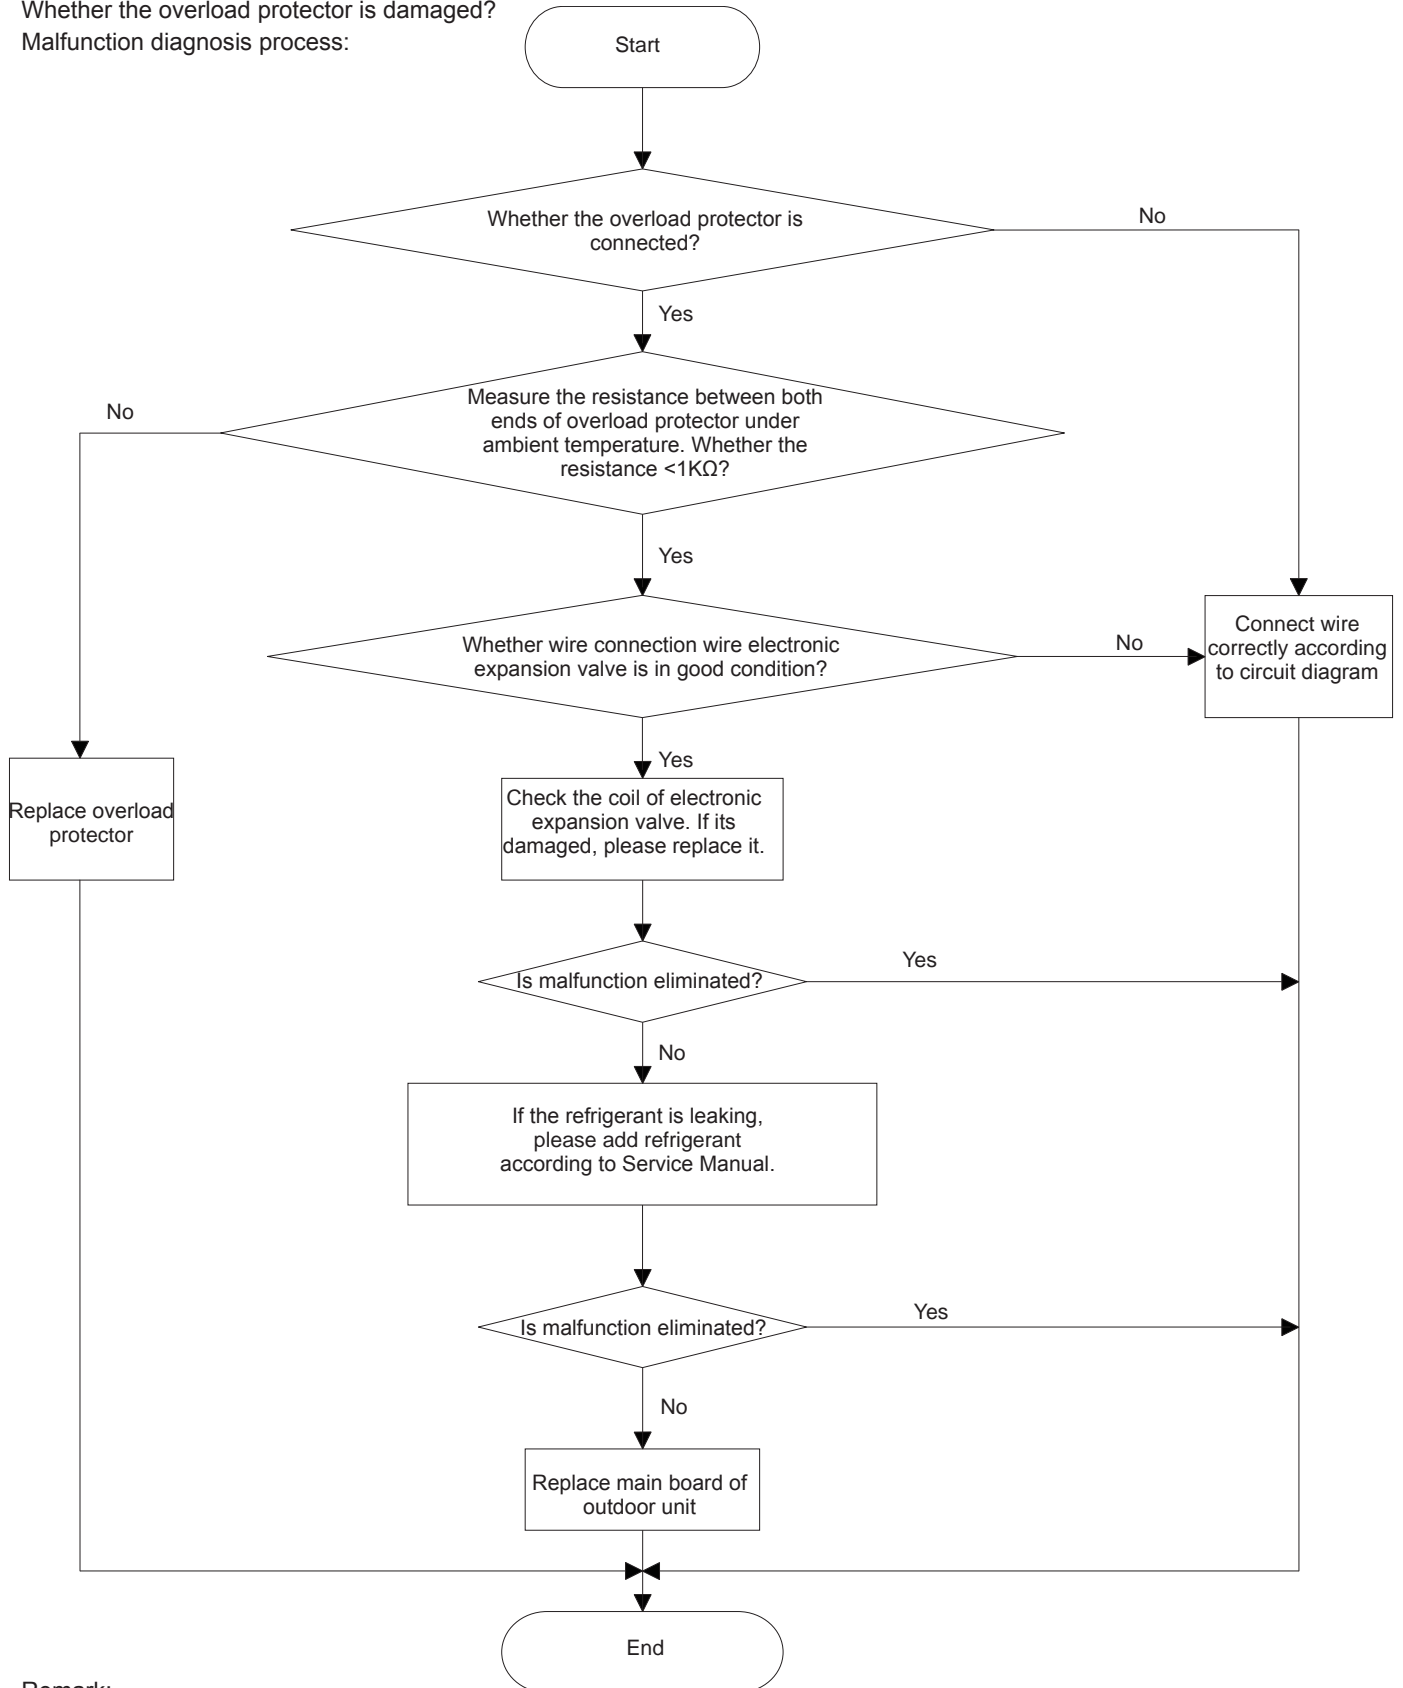 Whether the overload protector is damaged?
Malfunction diagnosis process:
Start
Whether the overload protector is
connected?
No
Yes
Measure the resistance between both
ends of overload protector under
ambient temperature. Whether the
resistance <1KΩ?
No
Yes
Whether wire connection wire electronic
expansion valve is in good condition?
No
Connect wire
correctly according
to circuit diagram
Yes
Replace overload
protector
Check the coil of electronic
expansion valve. If its
damaged, please replace it.
Is malfunction eliminated?
Yes
No
If the refrigerant is leaking,
please add refrigerant
according to Service Manual.
Is malfunction eliminated?
Yes
No
Replace main board of
outdoor unit
End
Remark: